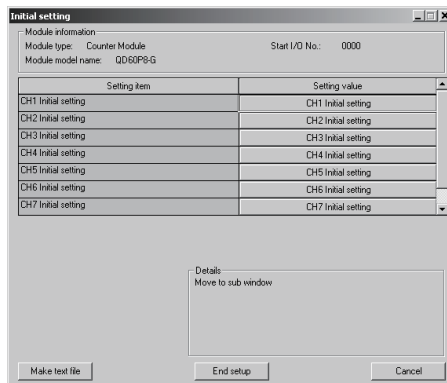 Initial setting
Module information
Module type: Counter Module Start I/O No.: 0000
Module model name: QD60P8-G
Setting item Setting value
CH1 Initial setting CH1 Initial setting
CH2 Initial setting CH2 Initial setting
CH3 Initial setting CH3 Initial setting
CH4 Initial setting CH4 Initial setting
CH5 Initial setting CH5 Initial setting
CH6 Initial setting CH6 Initial setting
CH7 Initial setting CH7 Initial setting
Details
Move to sub window
Make text file End setup Cancel